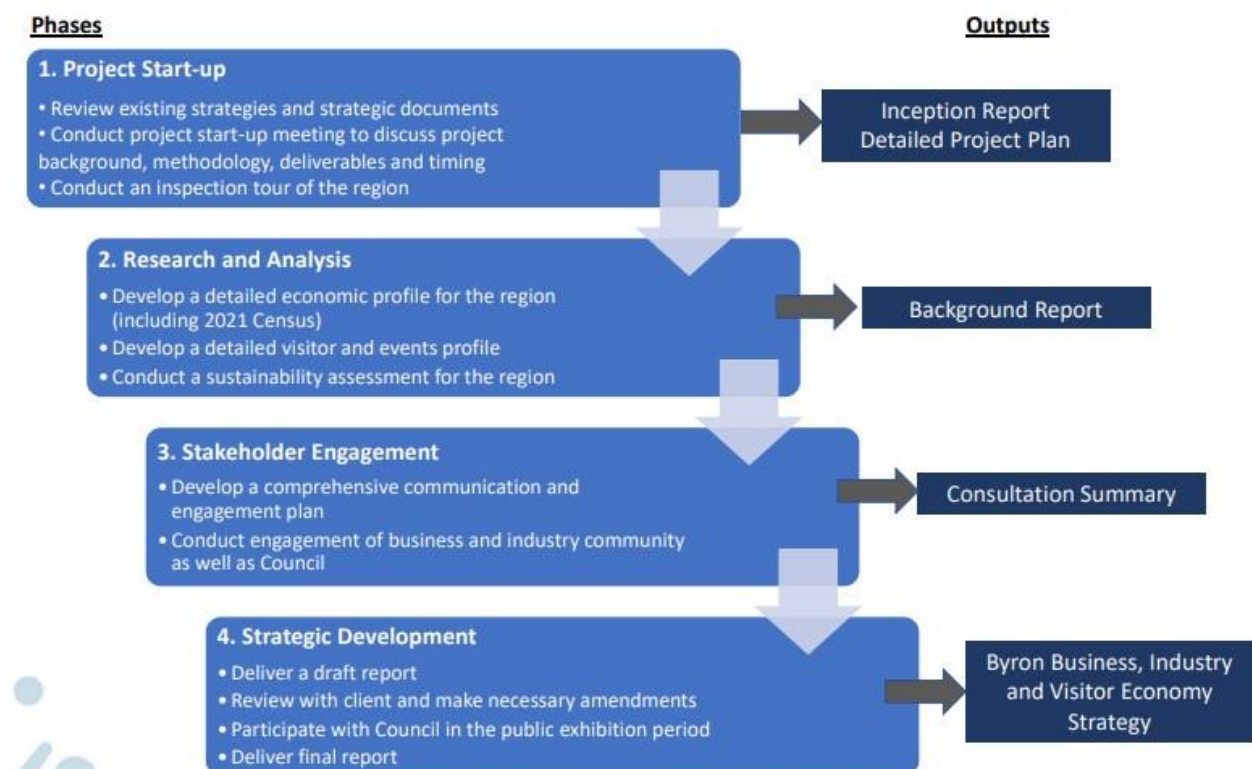 Phases
Outputs
1. Project Start-up
• Review existing strategies and strategic documents
• Conduct project start-up meeting to discuss project
background, methodology, deliverables and timing
• Conduct an inspection tour of the region
Inception Report
Detailed Project Plan
2. Research and Analysis
• Develop a detailed economic profile for the region
(including 2021 Census)
• Develop a detailed visitor and events profile
• Conduct a sustainability assessment for the region
Background Report
3. Stakeholder Engagement
• Develop a comprehensive communication and
engagement plan
• Conduct engagement of business and industry community
as well as Council
Consultation Summary
4. Strategic Development
• Deliver a draft report
• Review with client and make necessary amendments
• Participate with Council in the public exhibition period
• Deliver final report
Byron Business, Industry
and Visitor Economy
Strategy